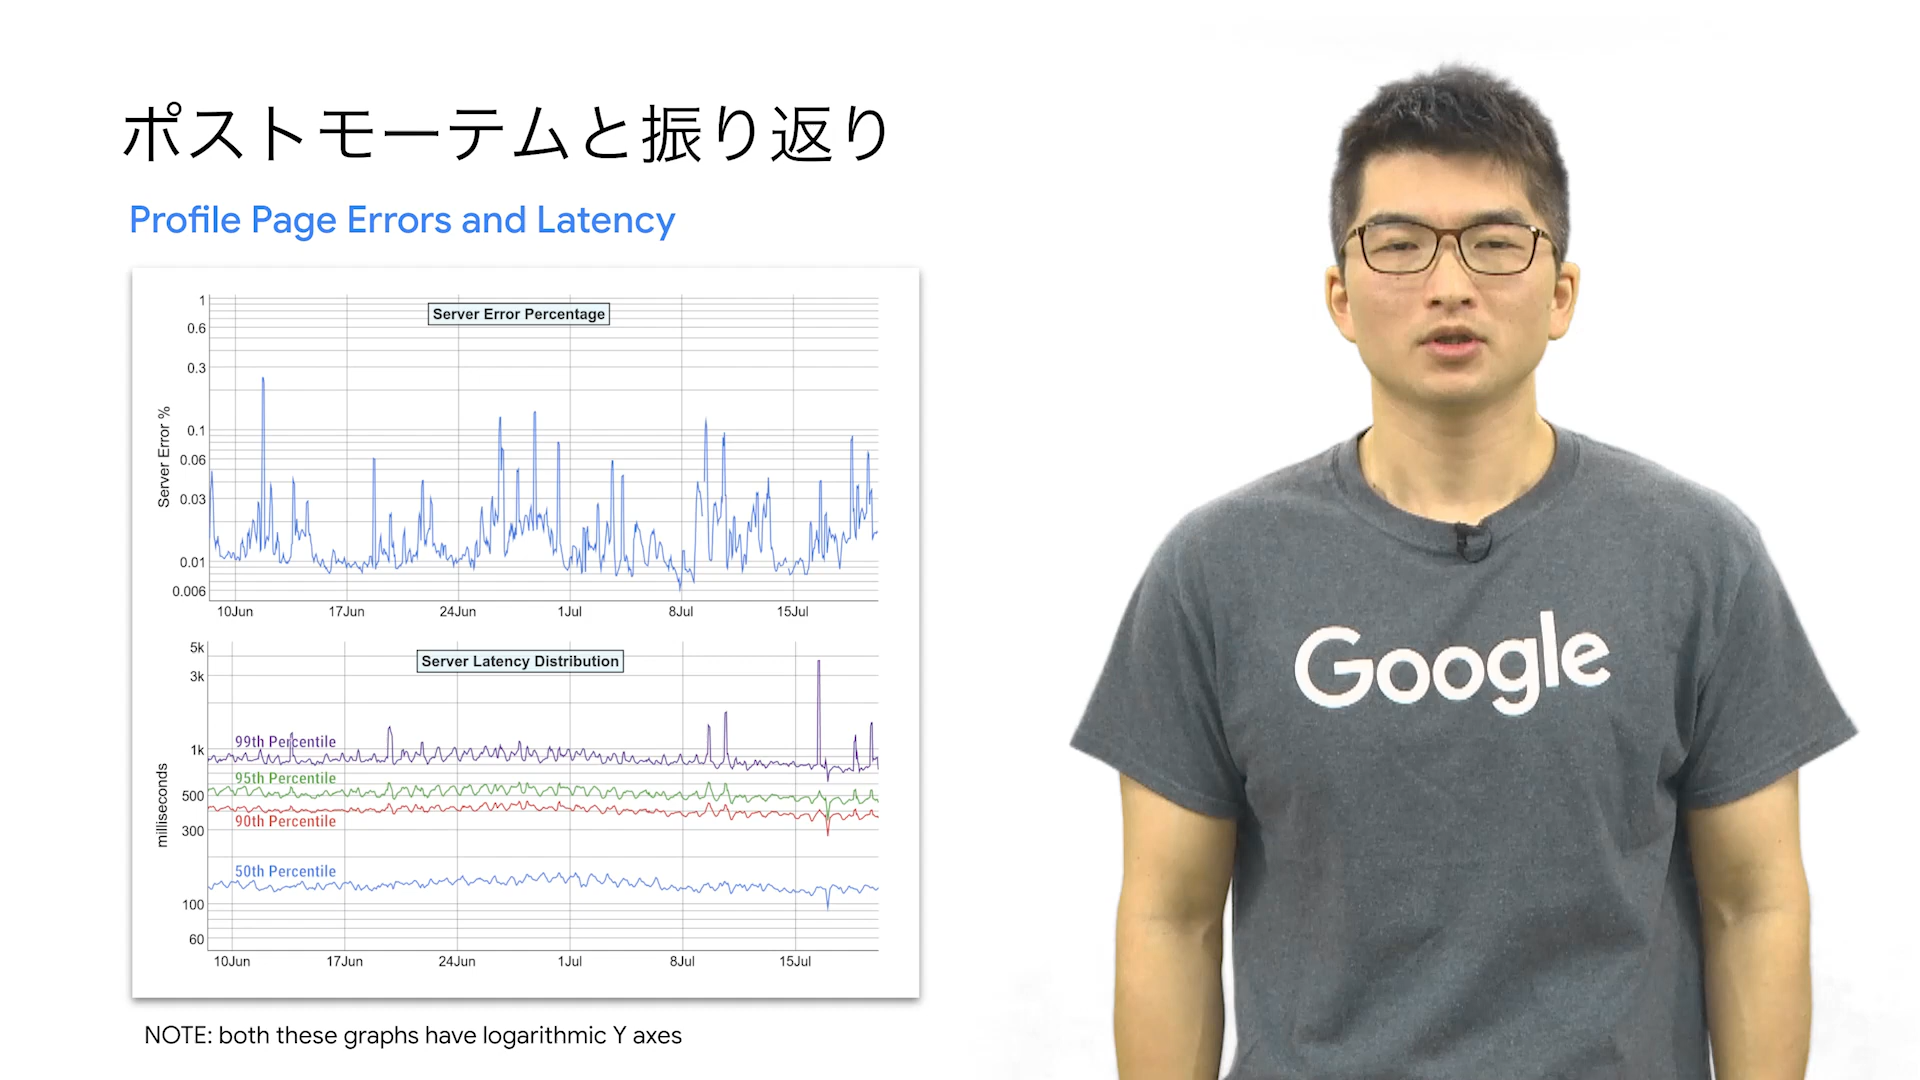 ポストモーテムと振り返り
Profile Page Errors and Latency
Server Error Percentage
Server Error %
1
0.6
0.3
0.1
0.06
0.03
0.01
0.006
10Jun 17Jun 24Jun 1Jul 8Jul 15Jul
Server Latency Distribution
milliseconds
5k
3k
1k
500
300
100
60
99th Percentile
95th Percentile
90th Percentile
50th Percentile
10Jun 17Jun 24Jun 1Jul 8Jul 15Jul
NOTE: both these graphs have logarithmic Y axes
Google